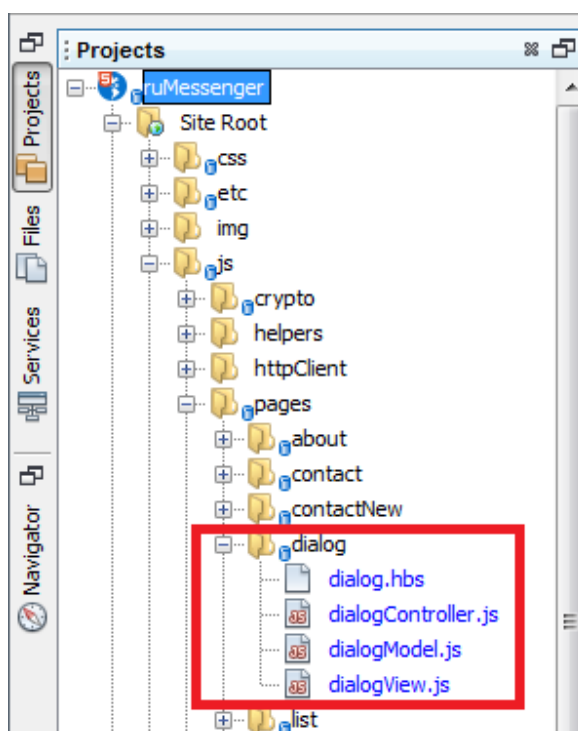 Projects
Projects
Files
Services
Navigator
ruMessenger
Site Root
css
etc
img
js
crypto
helpers
httpClient
pages
about
contact
contactNew
dialog
dialog.hbs
dialogController.js
dialogModel.js
dialogView.js
list